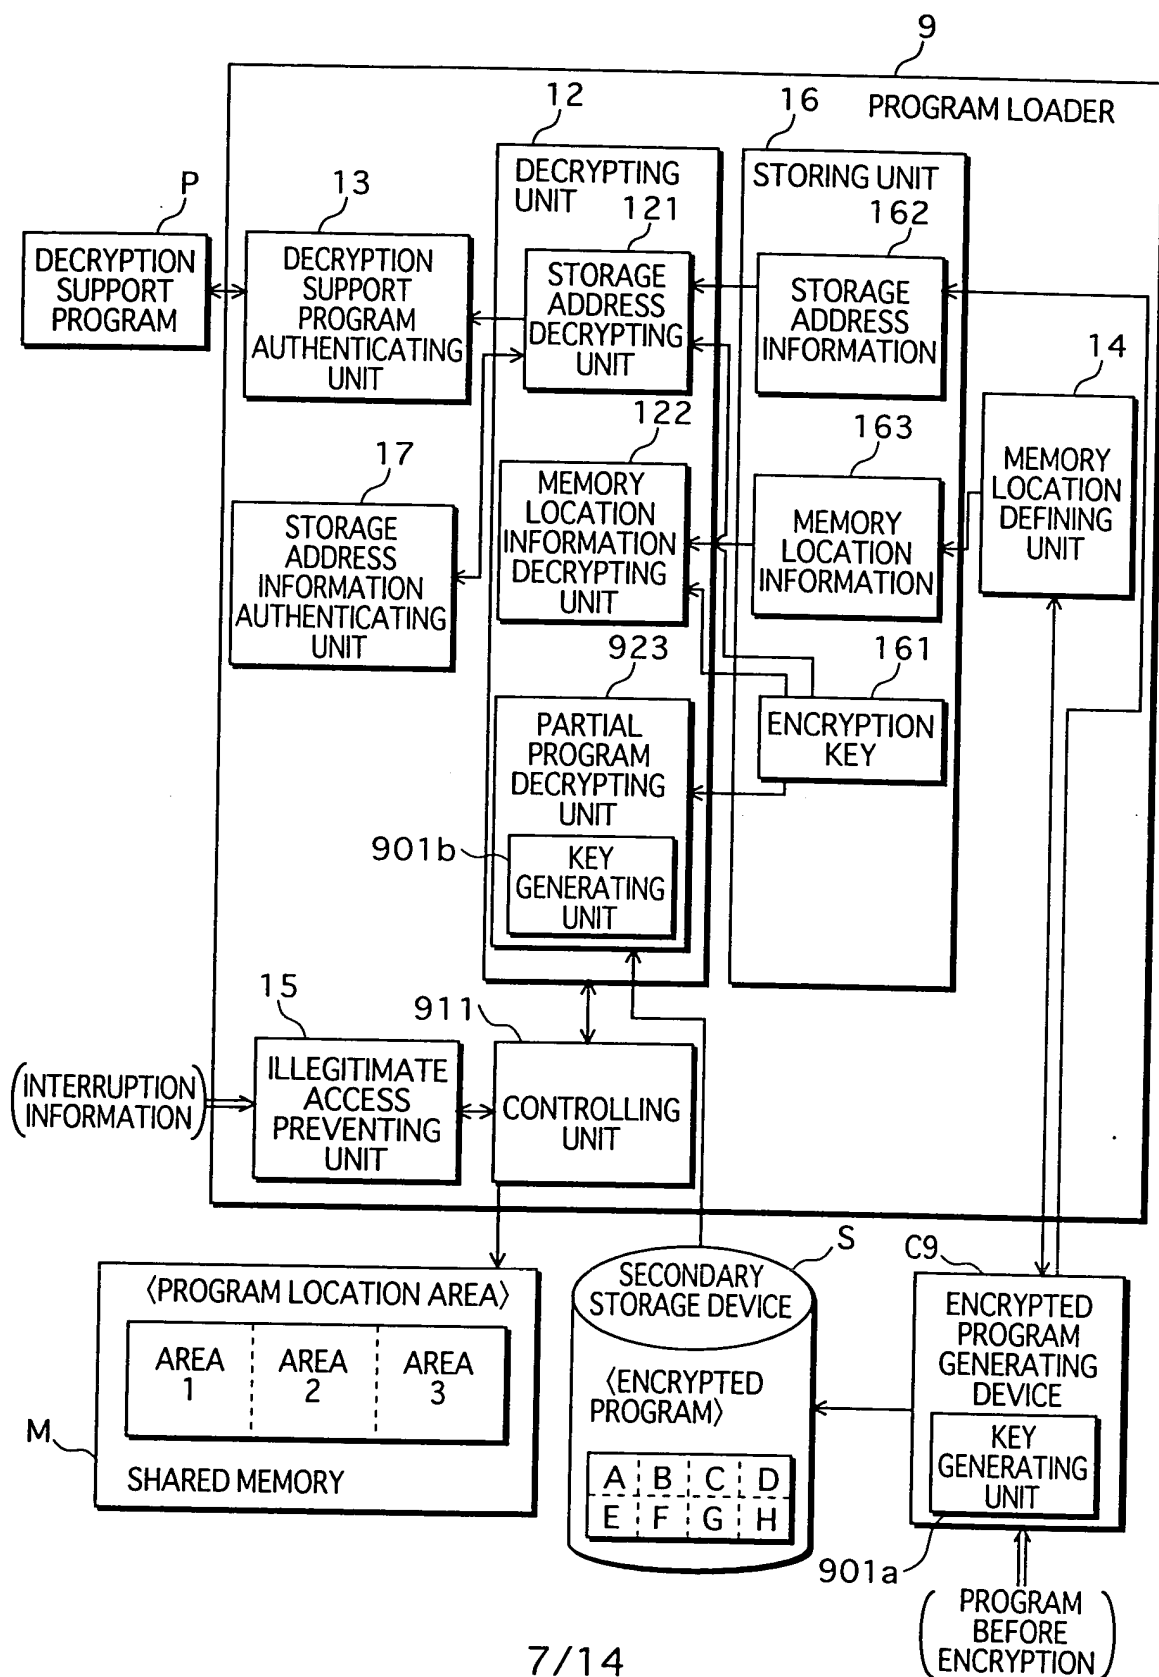 9
PROGRAM LOADER
12
16
DECRYPTING
UNIT
STORING UNIT
P
13
121
162
DECRYPTION
SUPPORT
PROGRAM
DECRYPTION
SUPPORT
PROGRAM
AUTHENTICATING
UNIT
STORAGE
ADDRESS
DECRYPTING
UNIT
STORAGE
ADDRESS
INFORMATION
14
MEMORY
LOCATION
DEFINING
UNIT
17
122
163
STORAGE
ADDRESS
INFORMATION
AUTHENTICATING
UNIT
MEMORY
LOCATION
INFORMATION
DECRYPTING
UNIT
MEMORY
LOCATION
INFORMATION
923
161
PARTIAL
PROGRAM
DECRYPTING
UNIT
ENCRYPTION
KEY
901b
KEY
GENERATING
UNIT
15
911
(INTERRUPTION
INFORMATION)
ILLEGITIMATE
ACCESS
PREVENTING
UNIT
CONTROLLING
UNIT
S
C9
〈PROGRAM LOCATION AREA〉
AREA
1
AREA
2
AREA
3
M
SHARED MEMORY
SECONDARY
STORAGE DEVICE
〈ENCRYPTED
PROGRAM〉
A B C D
E F G H
ENCRYPTED
PROGRAM
GENERATING
DEVICE
KEY
GENERATING
UNIT
901a
(PROGRAM
BEFORE
ENCRYPTION)
7/14